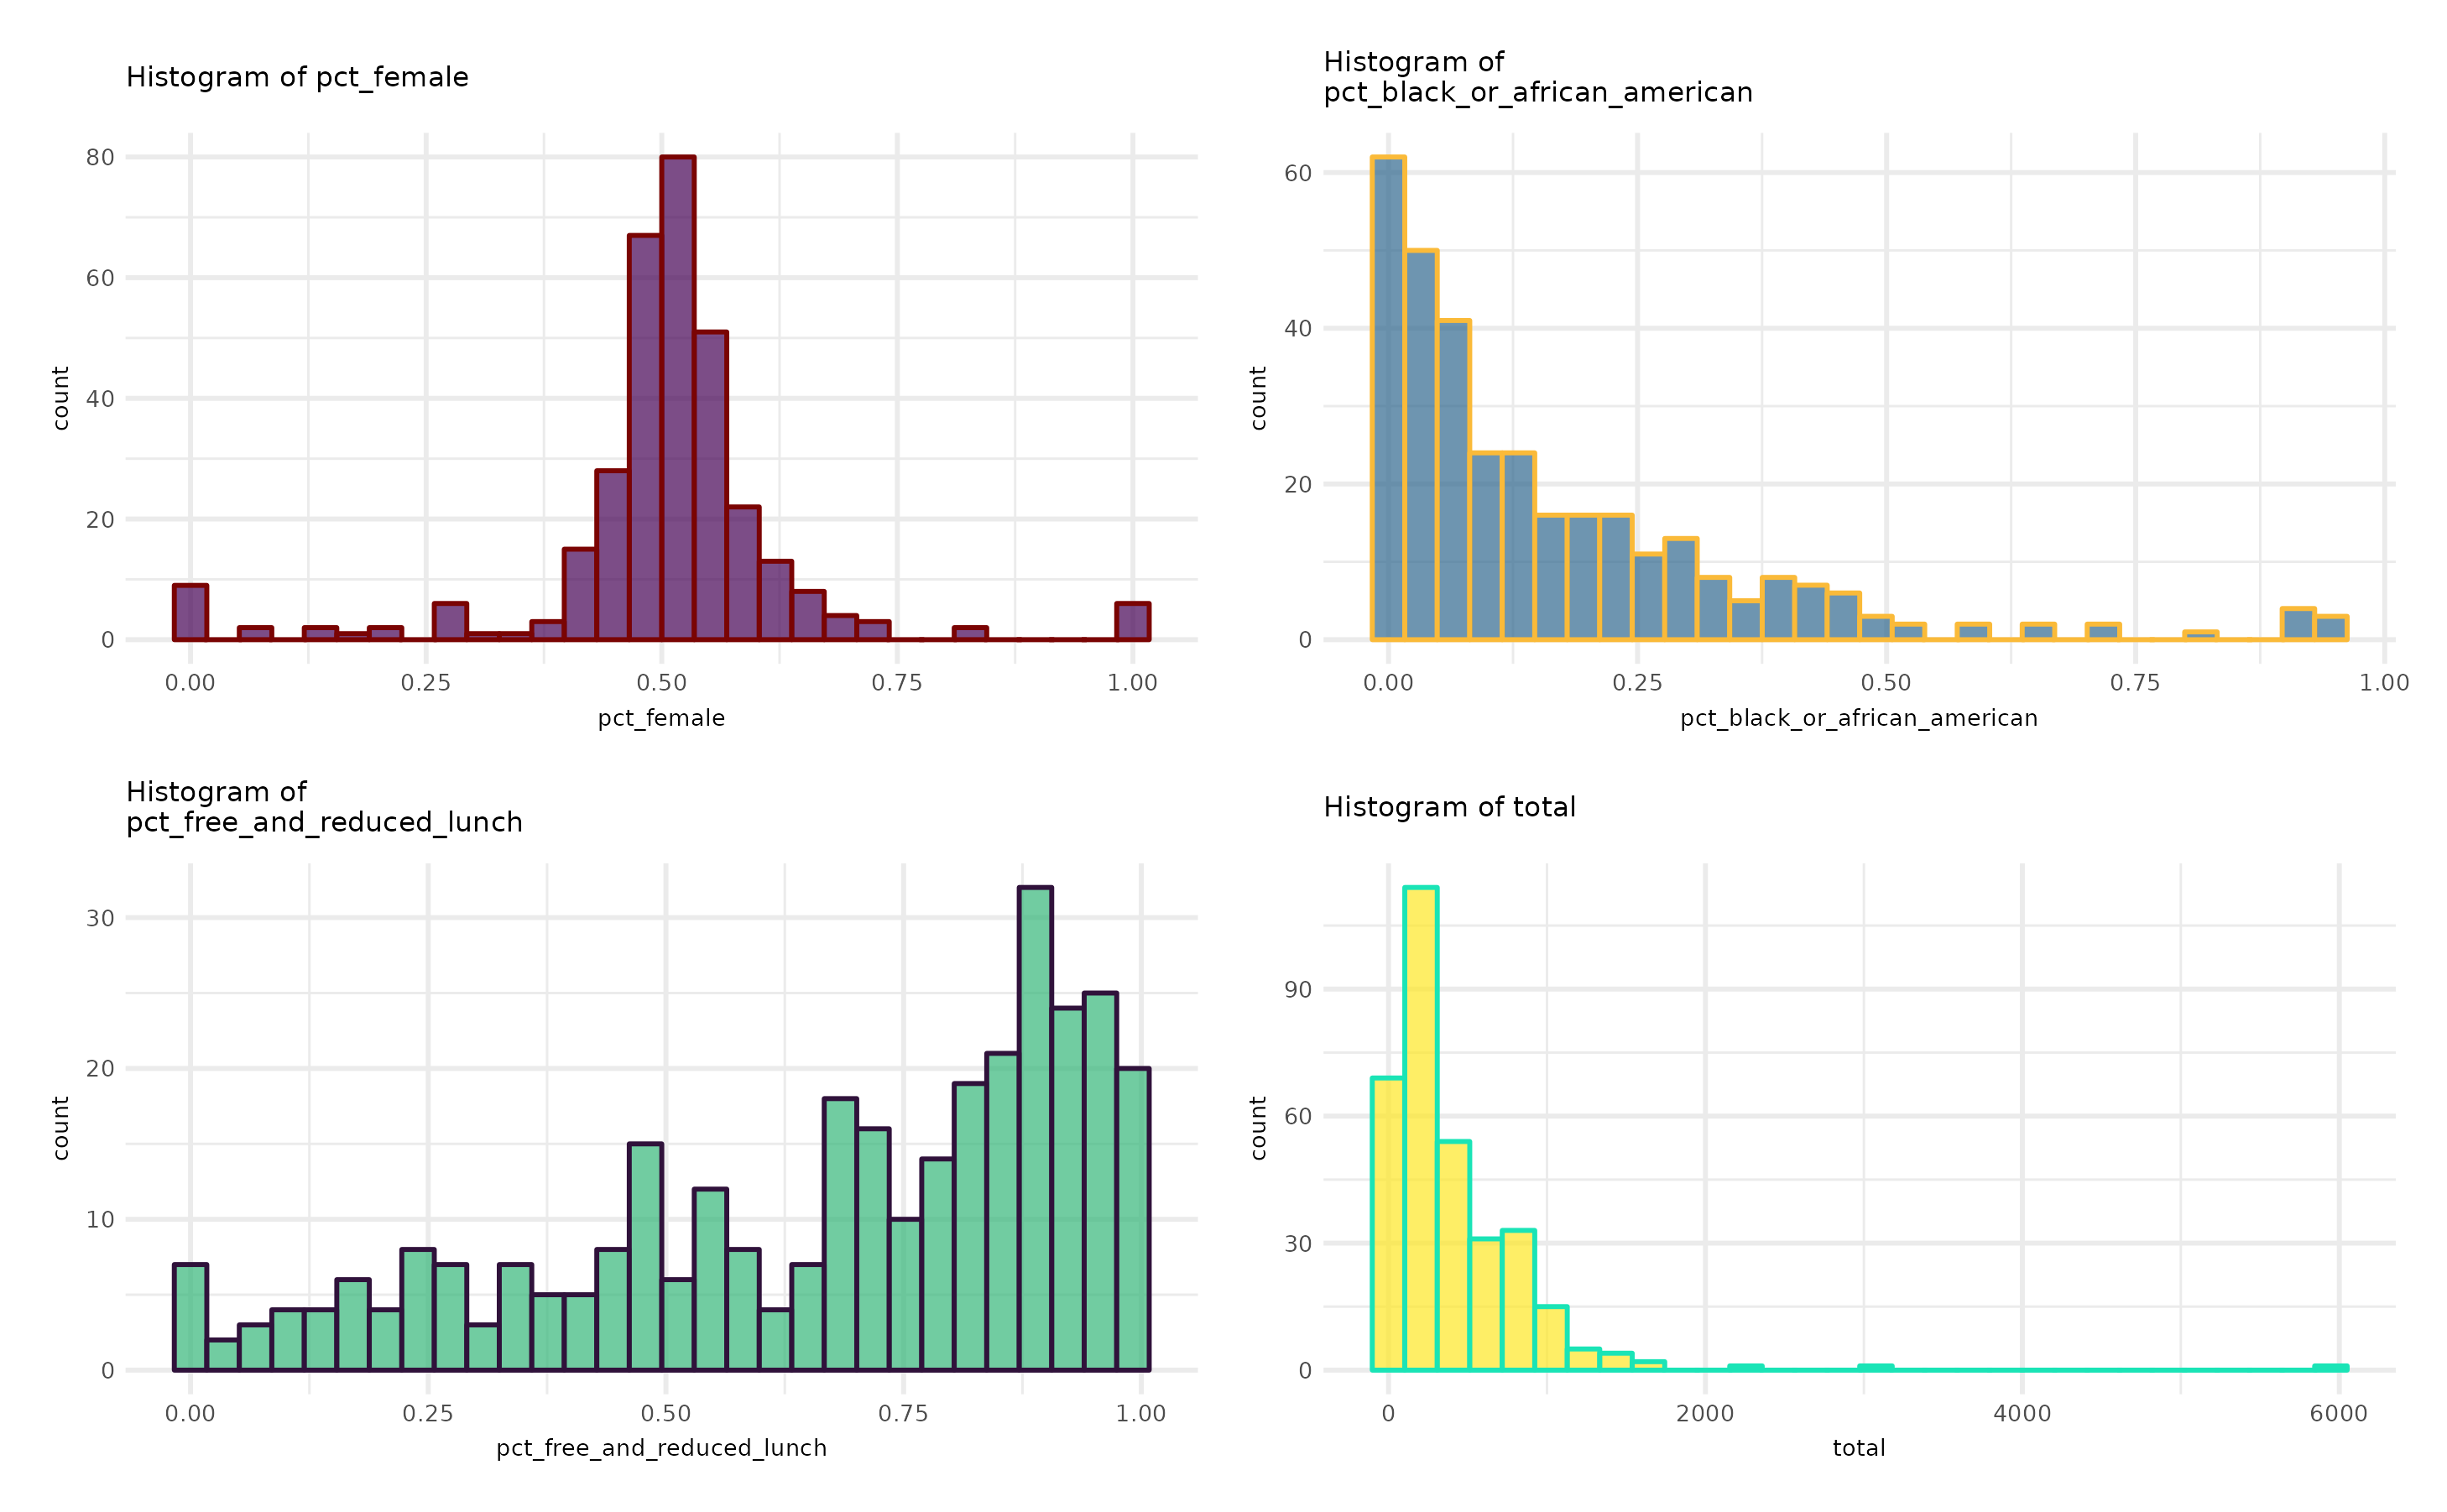 Histogram of pct_female
count
80
60
40
20
0
0.00 0.25 0.50 0.75 1.00
pct_female
Histogram of
pct_black_or_african_american
count
60
40
20
0
0.00 0.25 0.50 0.75 1.00
pct_black_or_african_american
Histogram of
pct_free_and_reduced_lunch
count
30
20
10
0
0.00 0.25 0.50 0.75 1.00
pct_free_and_reduced_lunch
Histogram of total
count
90
60
30
0
0 2000 4000 6000
total